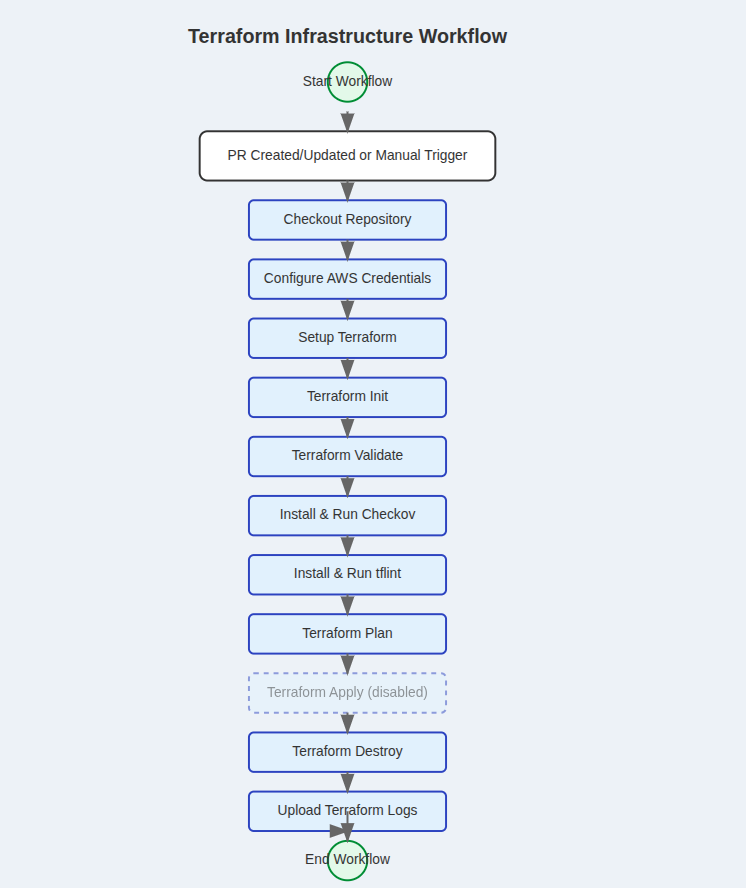 Terraform Infrastructure Workflow
Start Workflow
PR Created/Updated or Manual Trigger
Checkout Repository
Configure AWS Credentials
Setup Terraform
Terraform Init
Terraform Validate
Install & Run Checkov
Install & Run tflint
Terraform Plan
Terraform Apply (disabled)
Terraform Destroy
Upload Terraform Logs
End Workflow